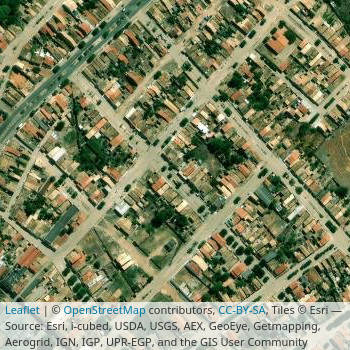 Leaflet | © OpenStreetMap contributors, CC-BY-SA, Tiles © Esri —
Source: Esri, i-cubed, USDA, USGS, AEX, GeoEye, Getmapping,
Aerogrid, IGN, IGP, UPR-EGP, and the GIS User Community